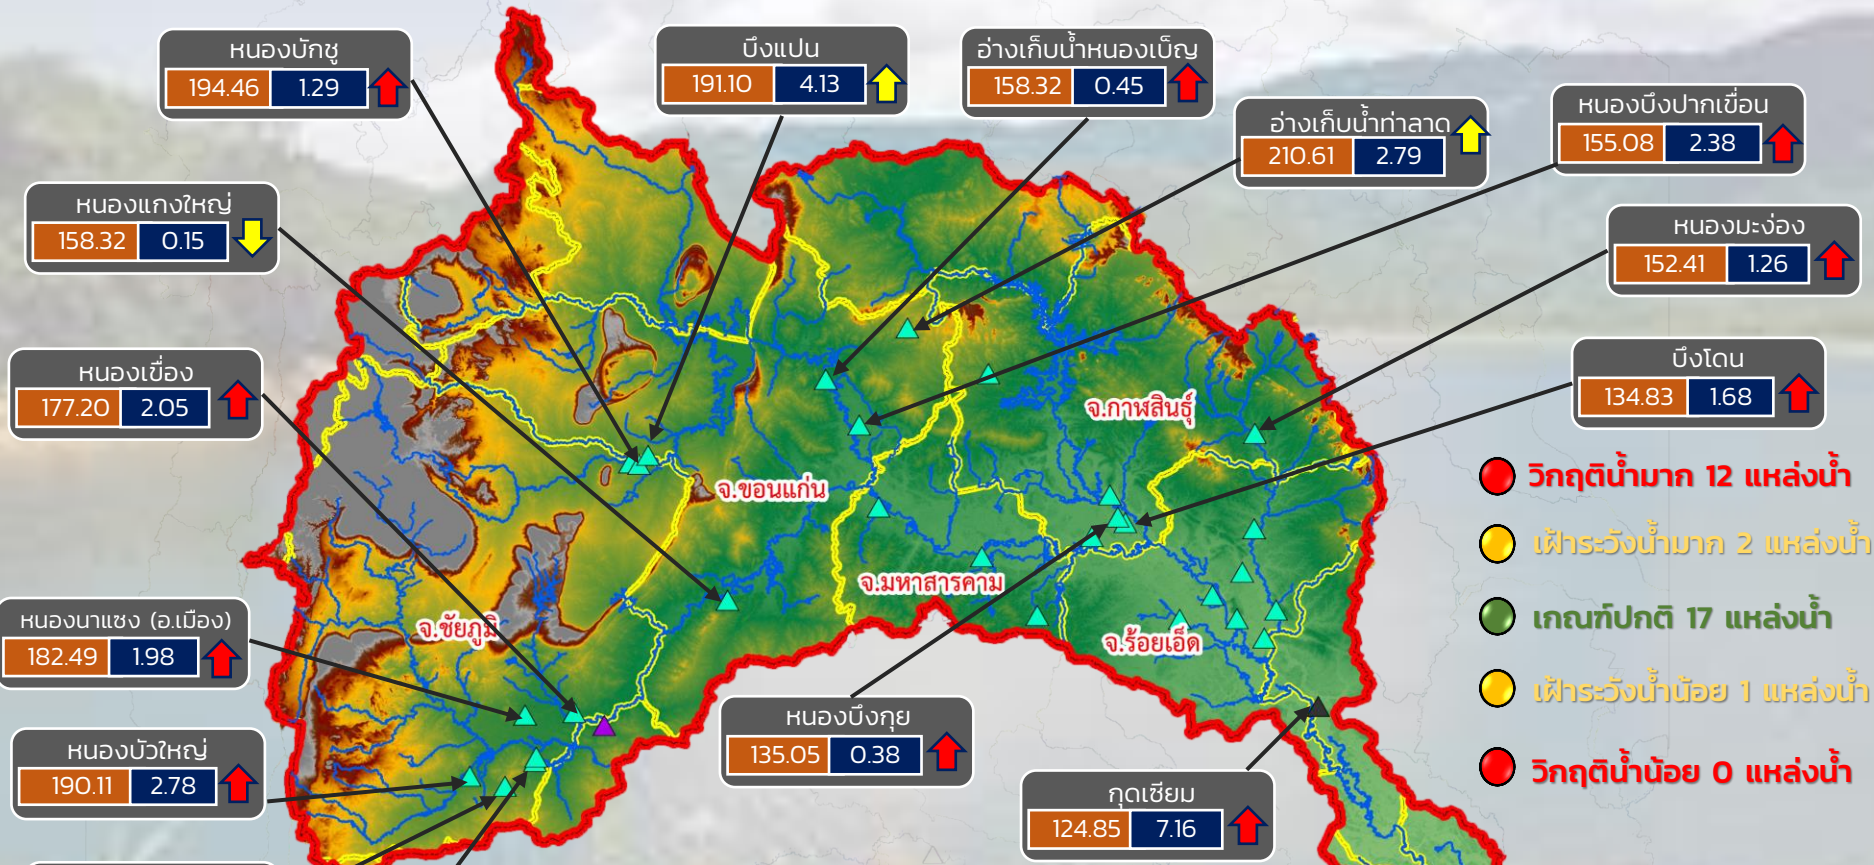 หนองบักชู
194.46 1.29
บึงแปน
191.10 4.13
อ่างเก็บน้ำหนองเบ็ญ
158.32 0.45
อ่างเก็บน้ำท่าลาด
210.61 2.79
หนองบึงปากเขื่อน
155.08 2.38
หนองแกงใหญ่
158.32 0.15
หนองมะง่อง
152.41 1.26
หนองเขื่อง
177.20 2.05
บึงโดน
134.83 1.68
จ.กาฬสินธุ์
จ.ขอนแก่น
จ.มหาสารคาม
จ.ชัยภูมิ
จ.ร้อยเอ็ด
วิกฤติน้ำมาก 12 แหล่งน้ำ
เฝ้าระวังน้ำมาก 2 แหล่งน้ำ
เกณฑ์ปกติ 17 แหล่งน้ำ
เฝ้าระวังน้ำน้อย 1 แหล่งน้ำ
วิกฤติน้ำน้อย 0 แหล่งน้ำ
หนองนาแซง (อ.เมือง)
182.49 1.98
หนองบัวใหญ่
190.11 2.78
หนองบึงกุย
135.05 0.38
กุดเซียม
124.85 7.16